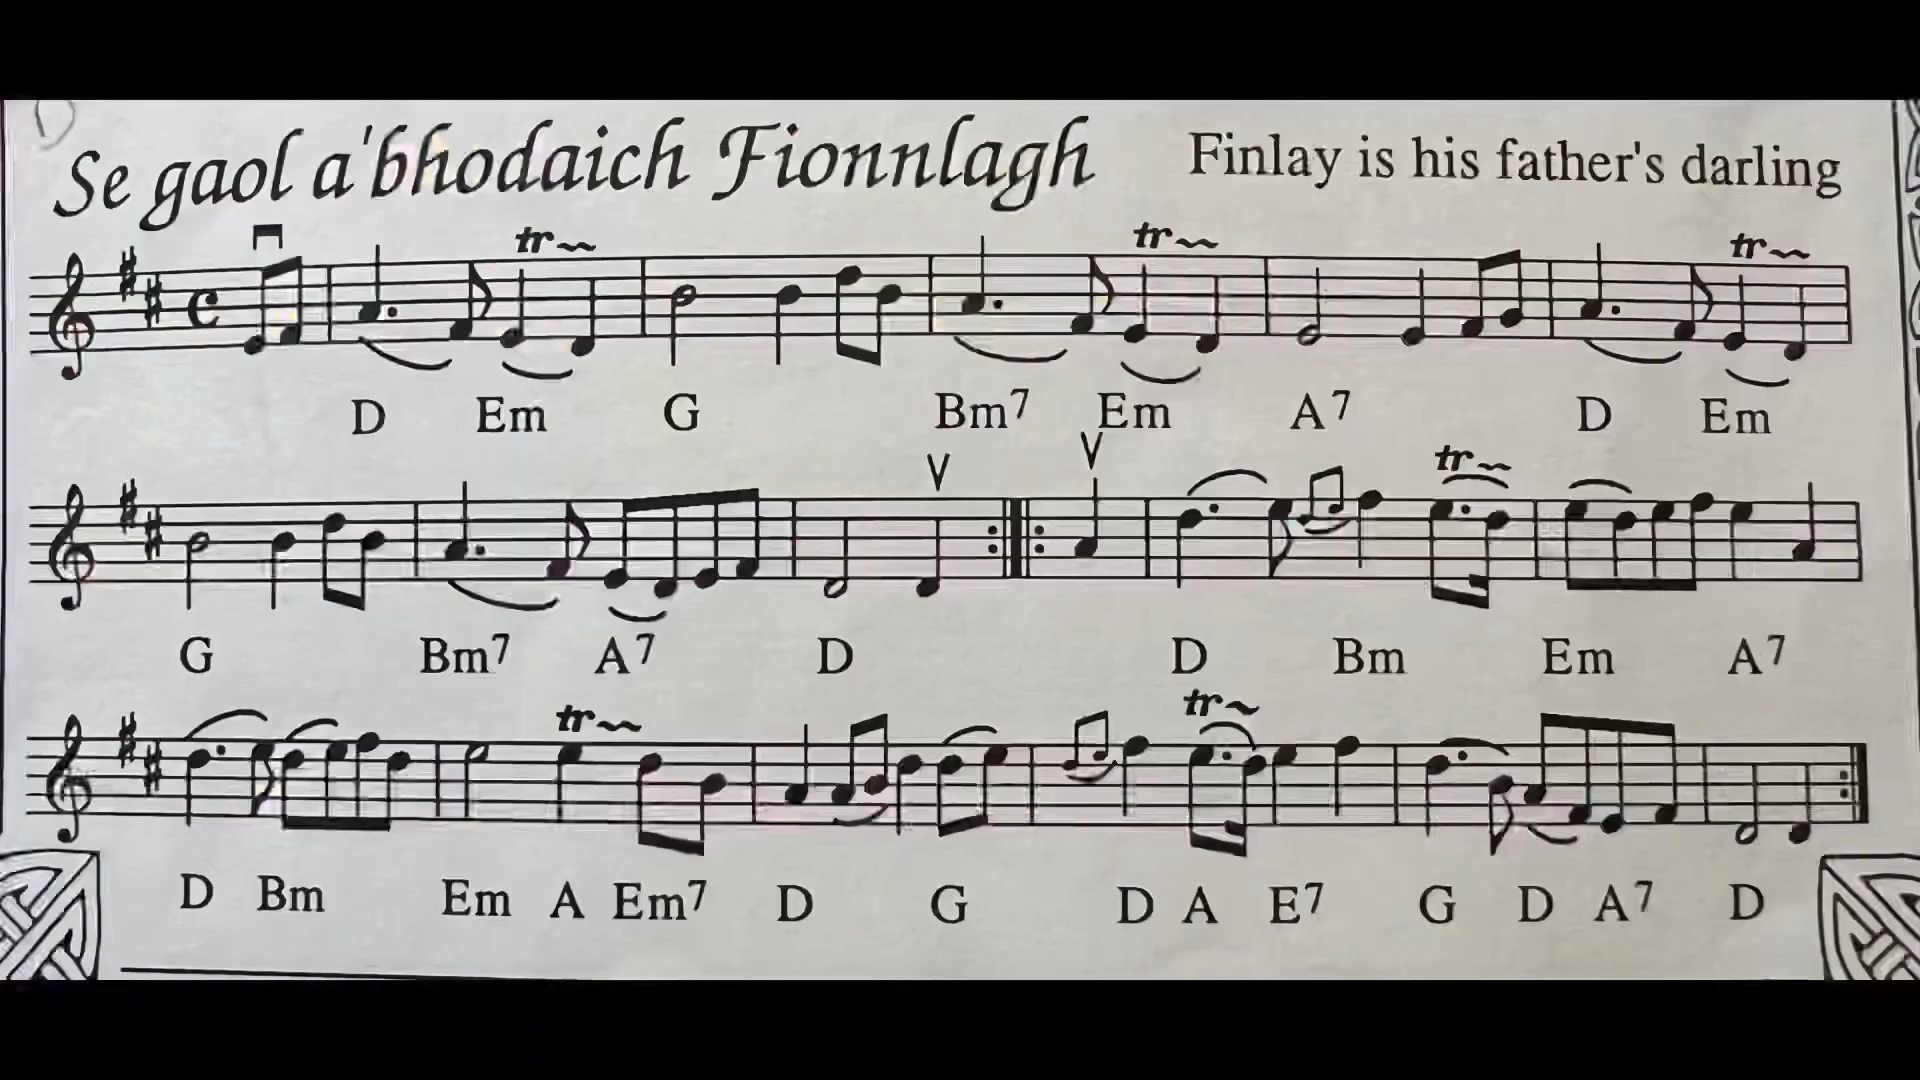 D
Se gaol a'bhodaich Fionnlagh Finlay is his father's darling
tr tr tr
D Em G Bm7 Em A7 D Em
V V tr
G Bm7 A7 D D Bm Em A7
tr tr
D Bm Em A Em7 D G D A E7 G D A7 D